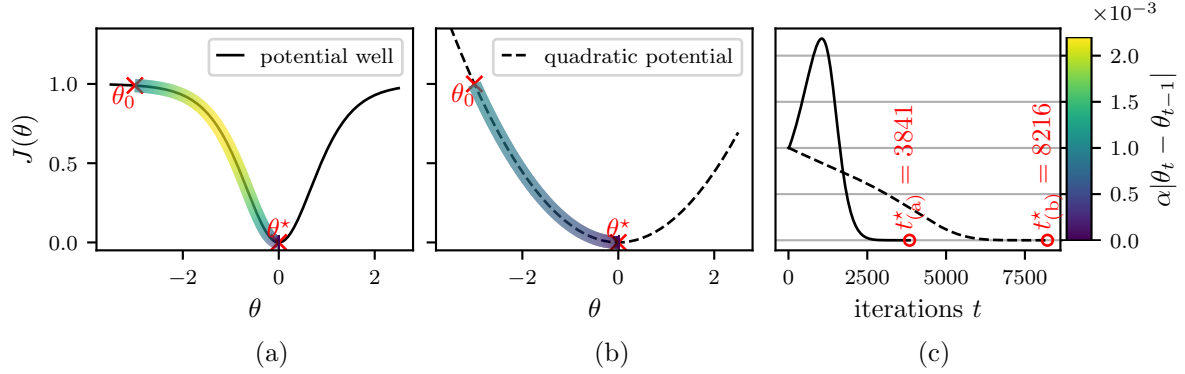 J(θ)
1.0
0.5
0.0
−2
0
2
θ
potential well
θ₀
θ*
(a)
−2
0
2
θ
quadratic potential
θ₀
θ*
(b)
0
2500
5000
7500
iterations t
t*(a) = 3841
t*(b) = 8216
(c)
×10⁻³
2.0
1.5
1.0
0.5
0.0
α|θₜ − θₜ₋₁|